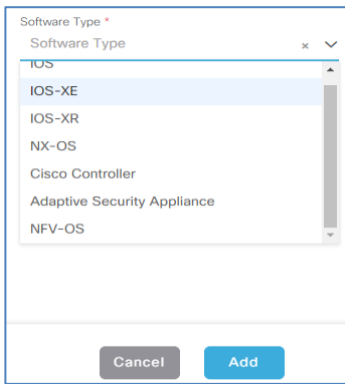 Software Type *
Software Type
IOS
IOS-XE
IOS-XR
NX-OS
Cisco Controller
Adaptive Security Appliance
NFV-OS
Cancel Add